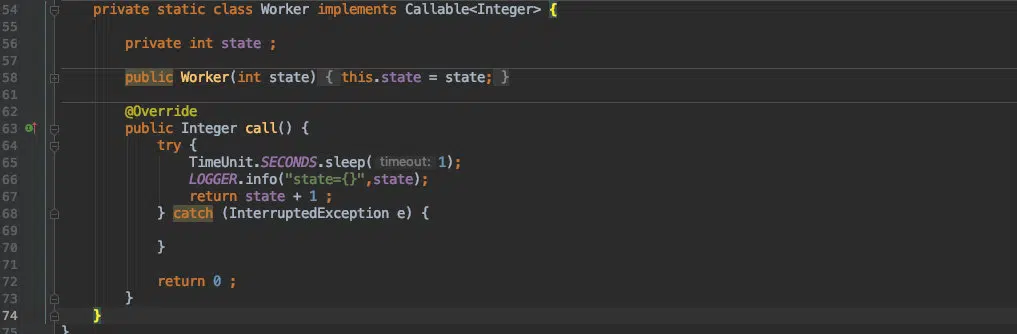 54 private static class Worker implements Callable<Integer> {
55
56 private int state ;
57
58 public Worker(int state) { this.state = state; }
61
62 @Override
63 public Integer call() {
64 try {
65 TimeUnit.SECONDS.sleep( timeout: 1);
66 LOGGER.info("state={}",state);
67 return state + 1 ;
68 } catch (InterruptedException e) {
69
70 }
71
72 return 0 ;
73 }
74 }
75 }